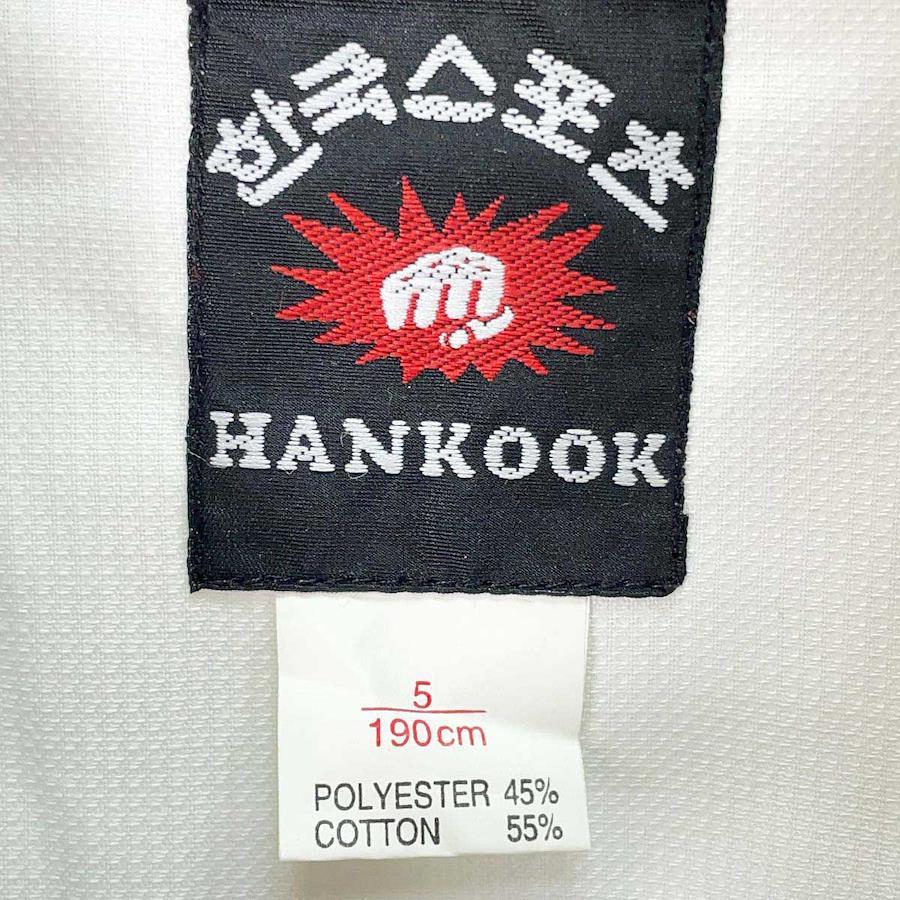 한국스포츠
HANKOOK
5
190cm
POLYESTER 45%
COTTON 55%